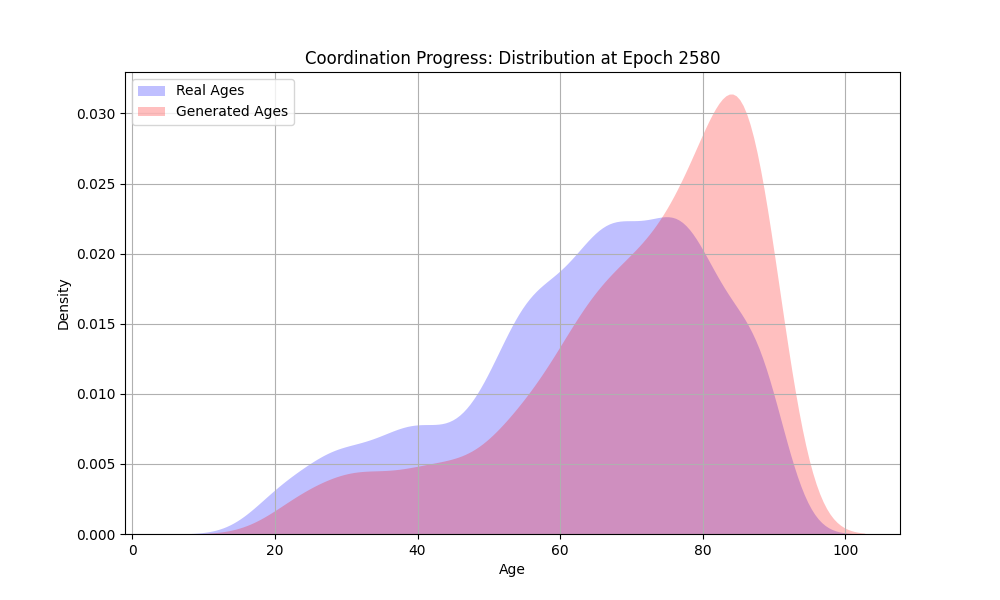 Coordination Progress: Distribution at Epoch 2580
Real Ages
Generated Ages
0.030
0.025
0.020
0.015
0.010
0.005
0.000
Density
0 20 40 60 80 100
Age